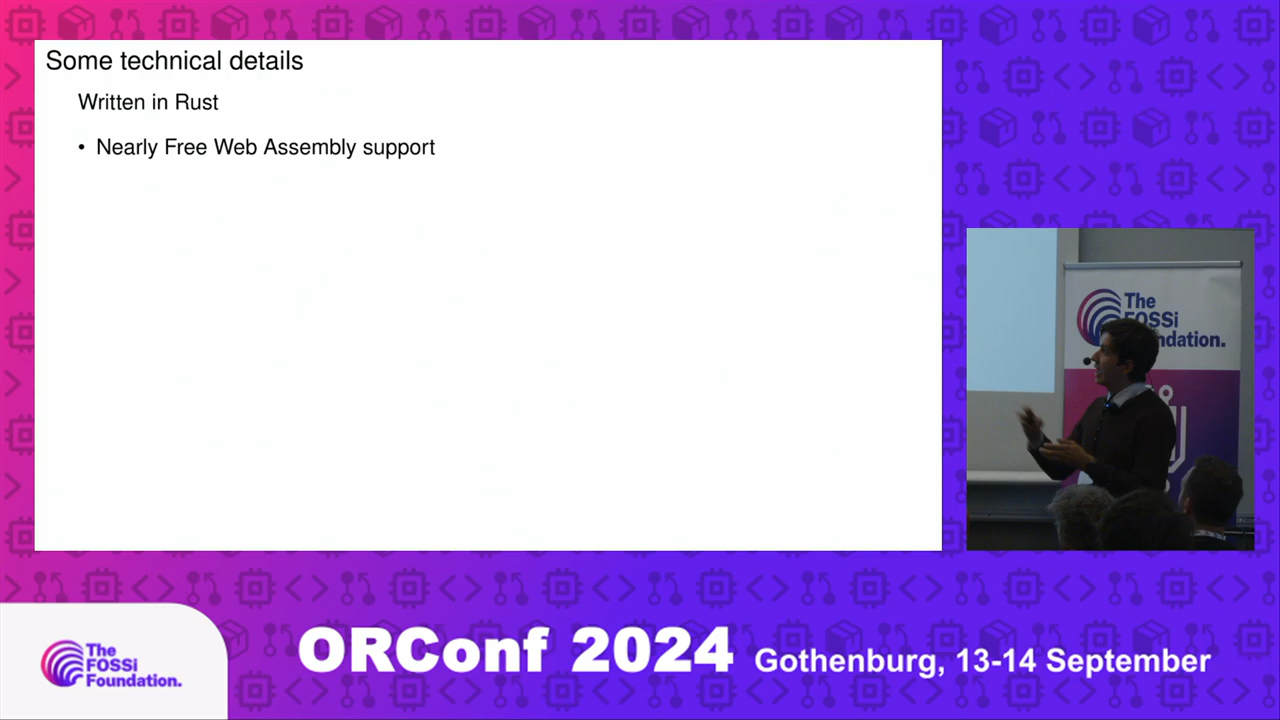 Some technical details
Written in Rust
• Nearly Free Web Assembly support
The
FOSSi
ndation.
The
FOSSi
Foundation.
ORConf 2024 Gothenburg, 13-14 September